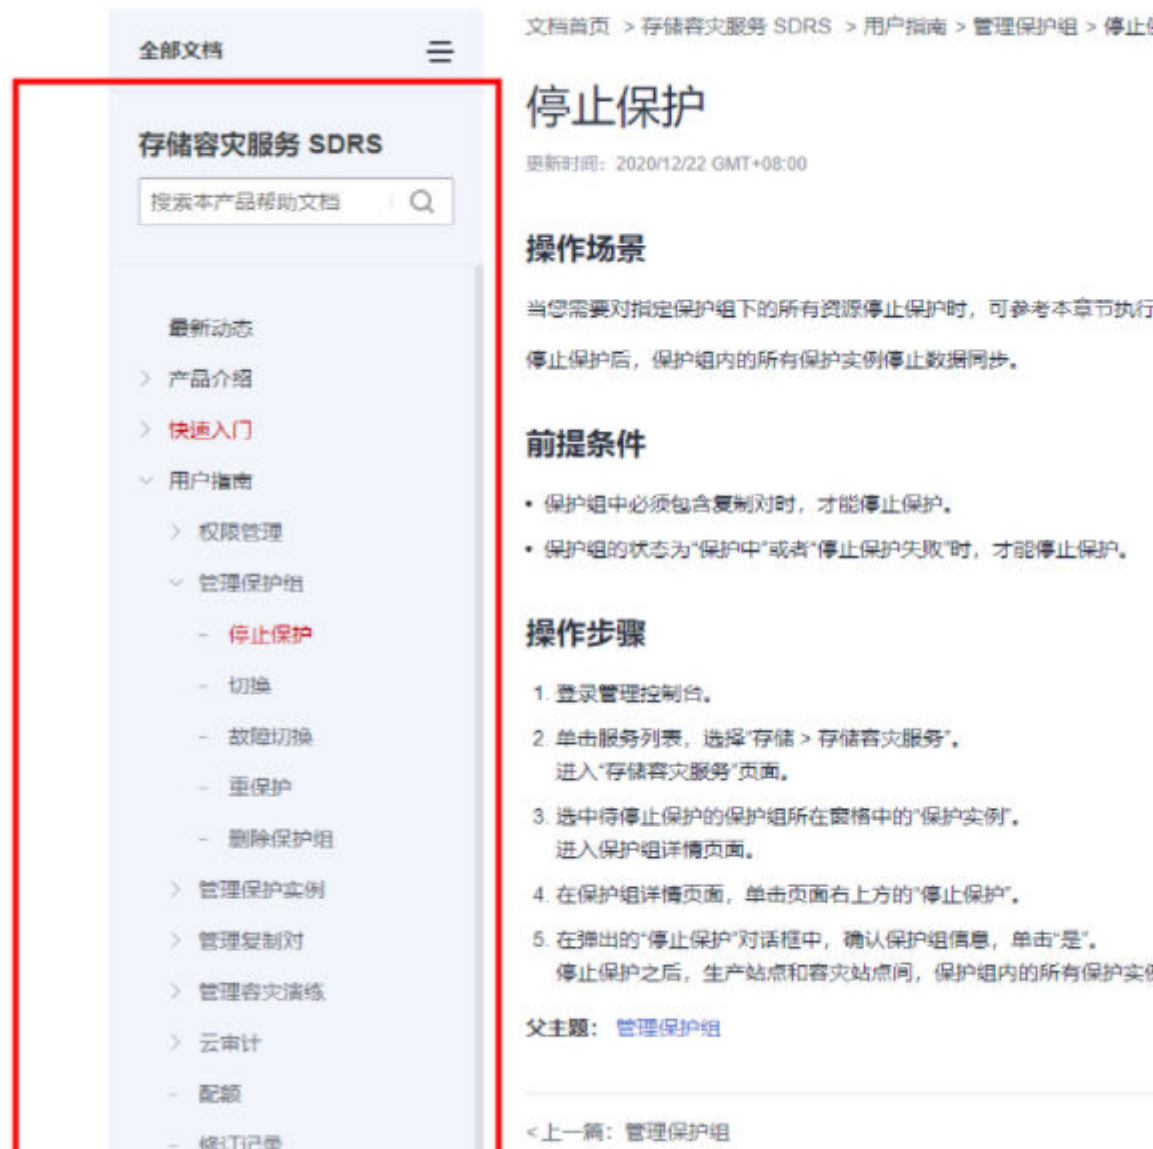 全部文档
存储容灾服务 SDRS
搜索本产品帮助文档
最新动态
产品介绍
快速入门
用户指南
权限管理
管理保护组
- 停止保护
- 切换
- 故障切换
- 重保护
- 删除保护组
管理保护实例
管理复制对
管理容灾演练
云审计
- 配额
- 修订记录
文档首页 > 存储容灾服务 SDRS > 用户指南 > 管理保护组 > 停止
停止保护
更新时间：2020/12/22 GMT+08:00
操作场景
当您需要对指定保护组下的所有资源停止保护时，可参考本章节执行
停止保护后，保护组内的所有保护实例停止数据同步。
前提条件
• 保护组中必须包含复制对时，才能停止保护。
• 保护组的状态为“保护中”或者“停止保护失败”时，才能停止保护。
操作步骤
1. 登录管理控制台。
2. 单击服务列表，选择“存储 > 存储容灾服务”。
进入“存储容灾服务”页面。
3. 选中待停止保护的保护组所在窗格中的“保护实例”。
进入保护组详情页面。
4. 在保护组详情页面，单击页面右上方的“停止保护”。
5. 在弹出的“停止保护”对话框中，确认保护组信息，单击“是”。
停止保护之后，生产站点和容灾站点间，保护组内的所有保护实
父主题： 管理保护组
< 上一篇：管理保护组